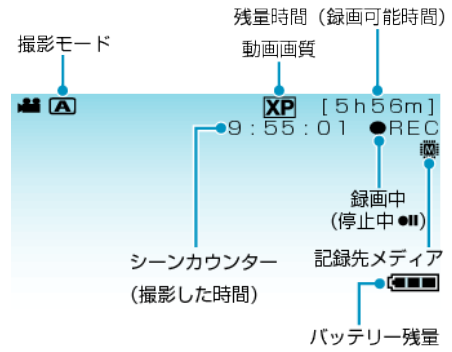 残量時間（録画可能時間）
撮影モード
動画画質
A XP [5h56m]
9:55:01 ●REC
M
録画中
(停止中●II)
シーンカウンター
(撮影した時間)
記録先メディア
バッテリー残量